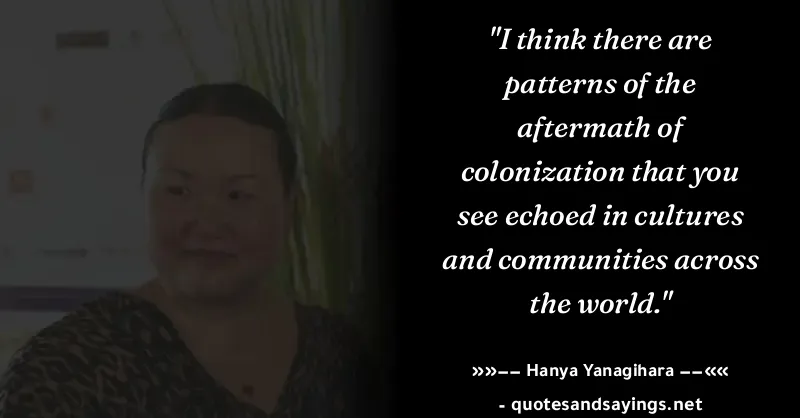 "I think there are
patterns of the
aftermath of
colonization that you
see echoed in cultures
and communities across
the world."
»»–– Hanya Yanagihara ––««
- quotesandsayings.net